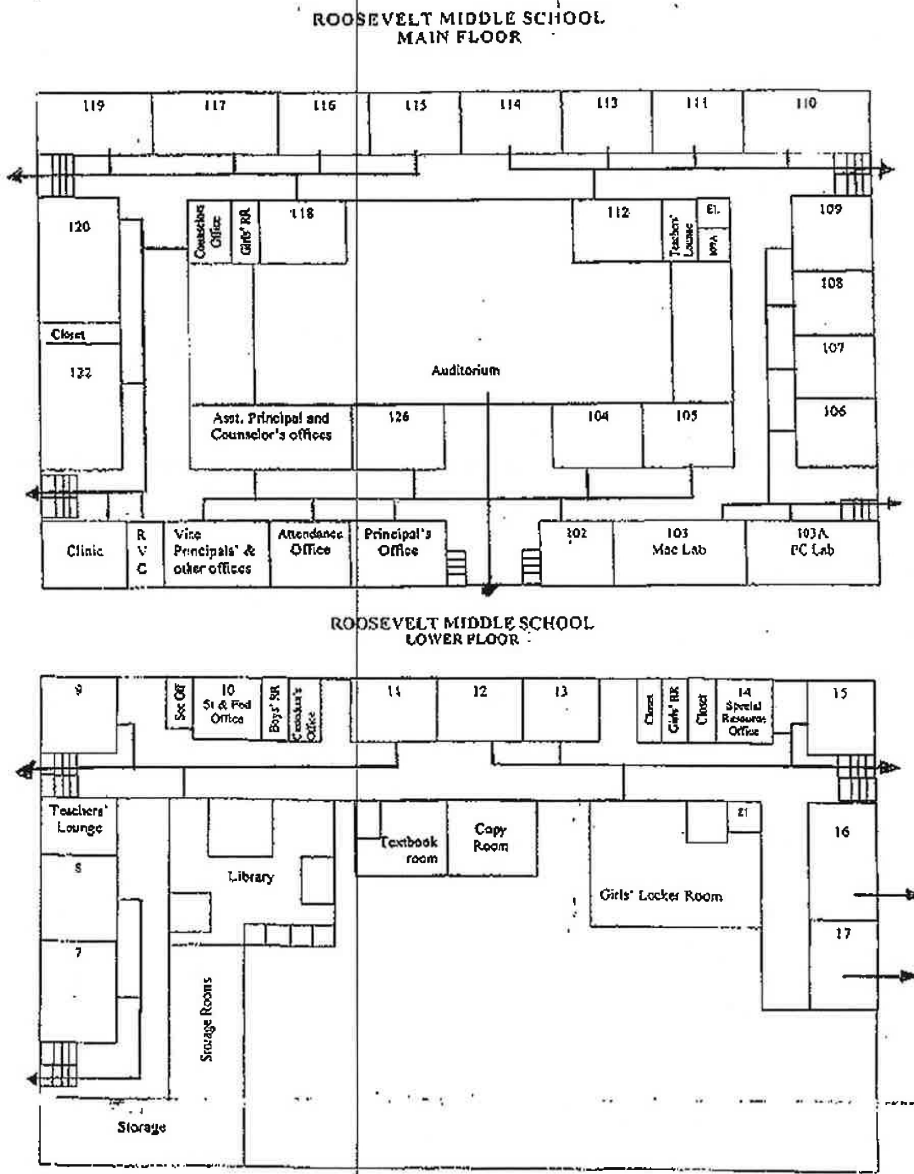 ROOSEVELT MIDDLE SCHOOL
MAIN FLOOR
119
117
116
115
114
113
111
110
120
Counselors
Office
Girls' RR
118
112
Teachers'
Lounge
EL
109A
109
108
Closet
122
107
Auditorium
106
Asst. Principal and
Counselor's offices
126
104
105
Clinic
R
V
C
Vice
Principals' &
other offices
Attendance
Office
Principal's
Office
102
103
Mac Lab
103A
PC Lab
ROOSEVELT MIDDLE SCHOOL
LOWER FLOOR
9
Sec Off
10
St & Fed
Office
Boys' RR
Office
11
12
13
Closet
Girls' RR
Closet
14
Special
Resource
Office
15
Teachers'
Lounge
8
7
Library
Textbook
room
Copy
Room
Girls' Locker Room
16
17
Storage Rooms
Storage